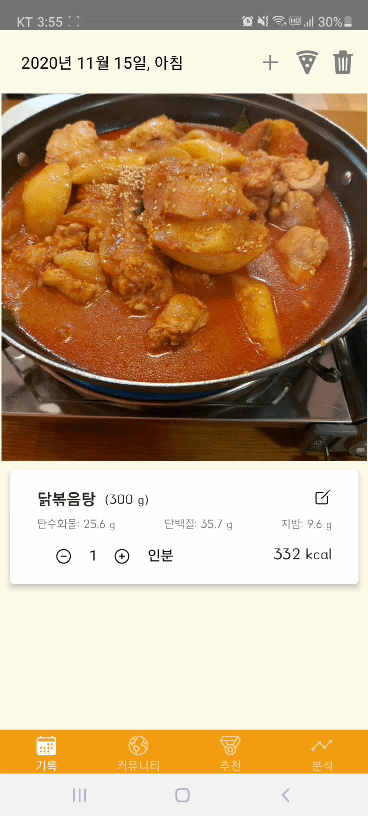 KT 3:55 30%
2020년 11월 15일, 아침
닭볶음탕 (300 g)
탄수화물: 25.6 g 단백질: 35.7 g 지방: 9.6 g
1 인분 332 kcal
기록 커뮤니티 추천 분석